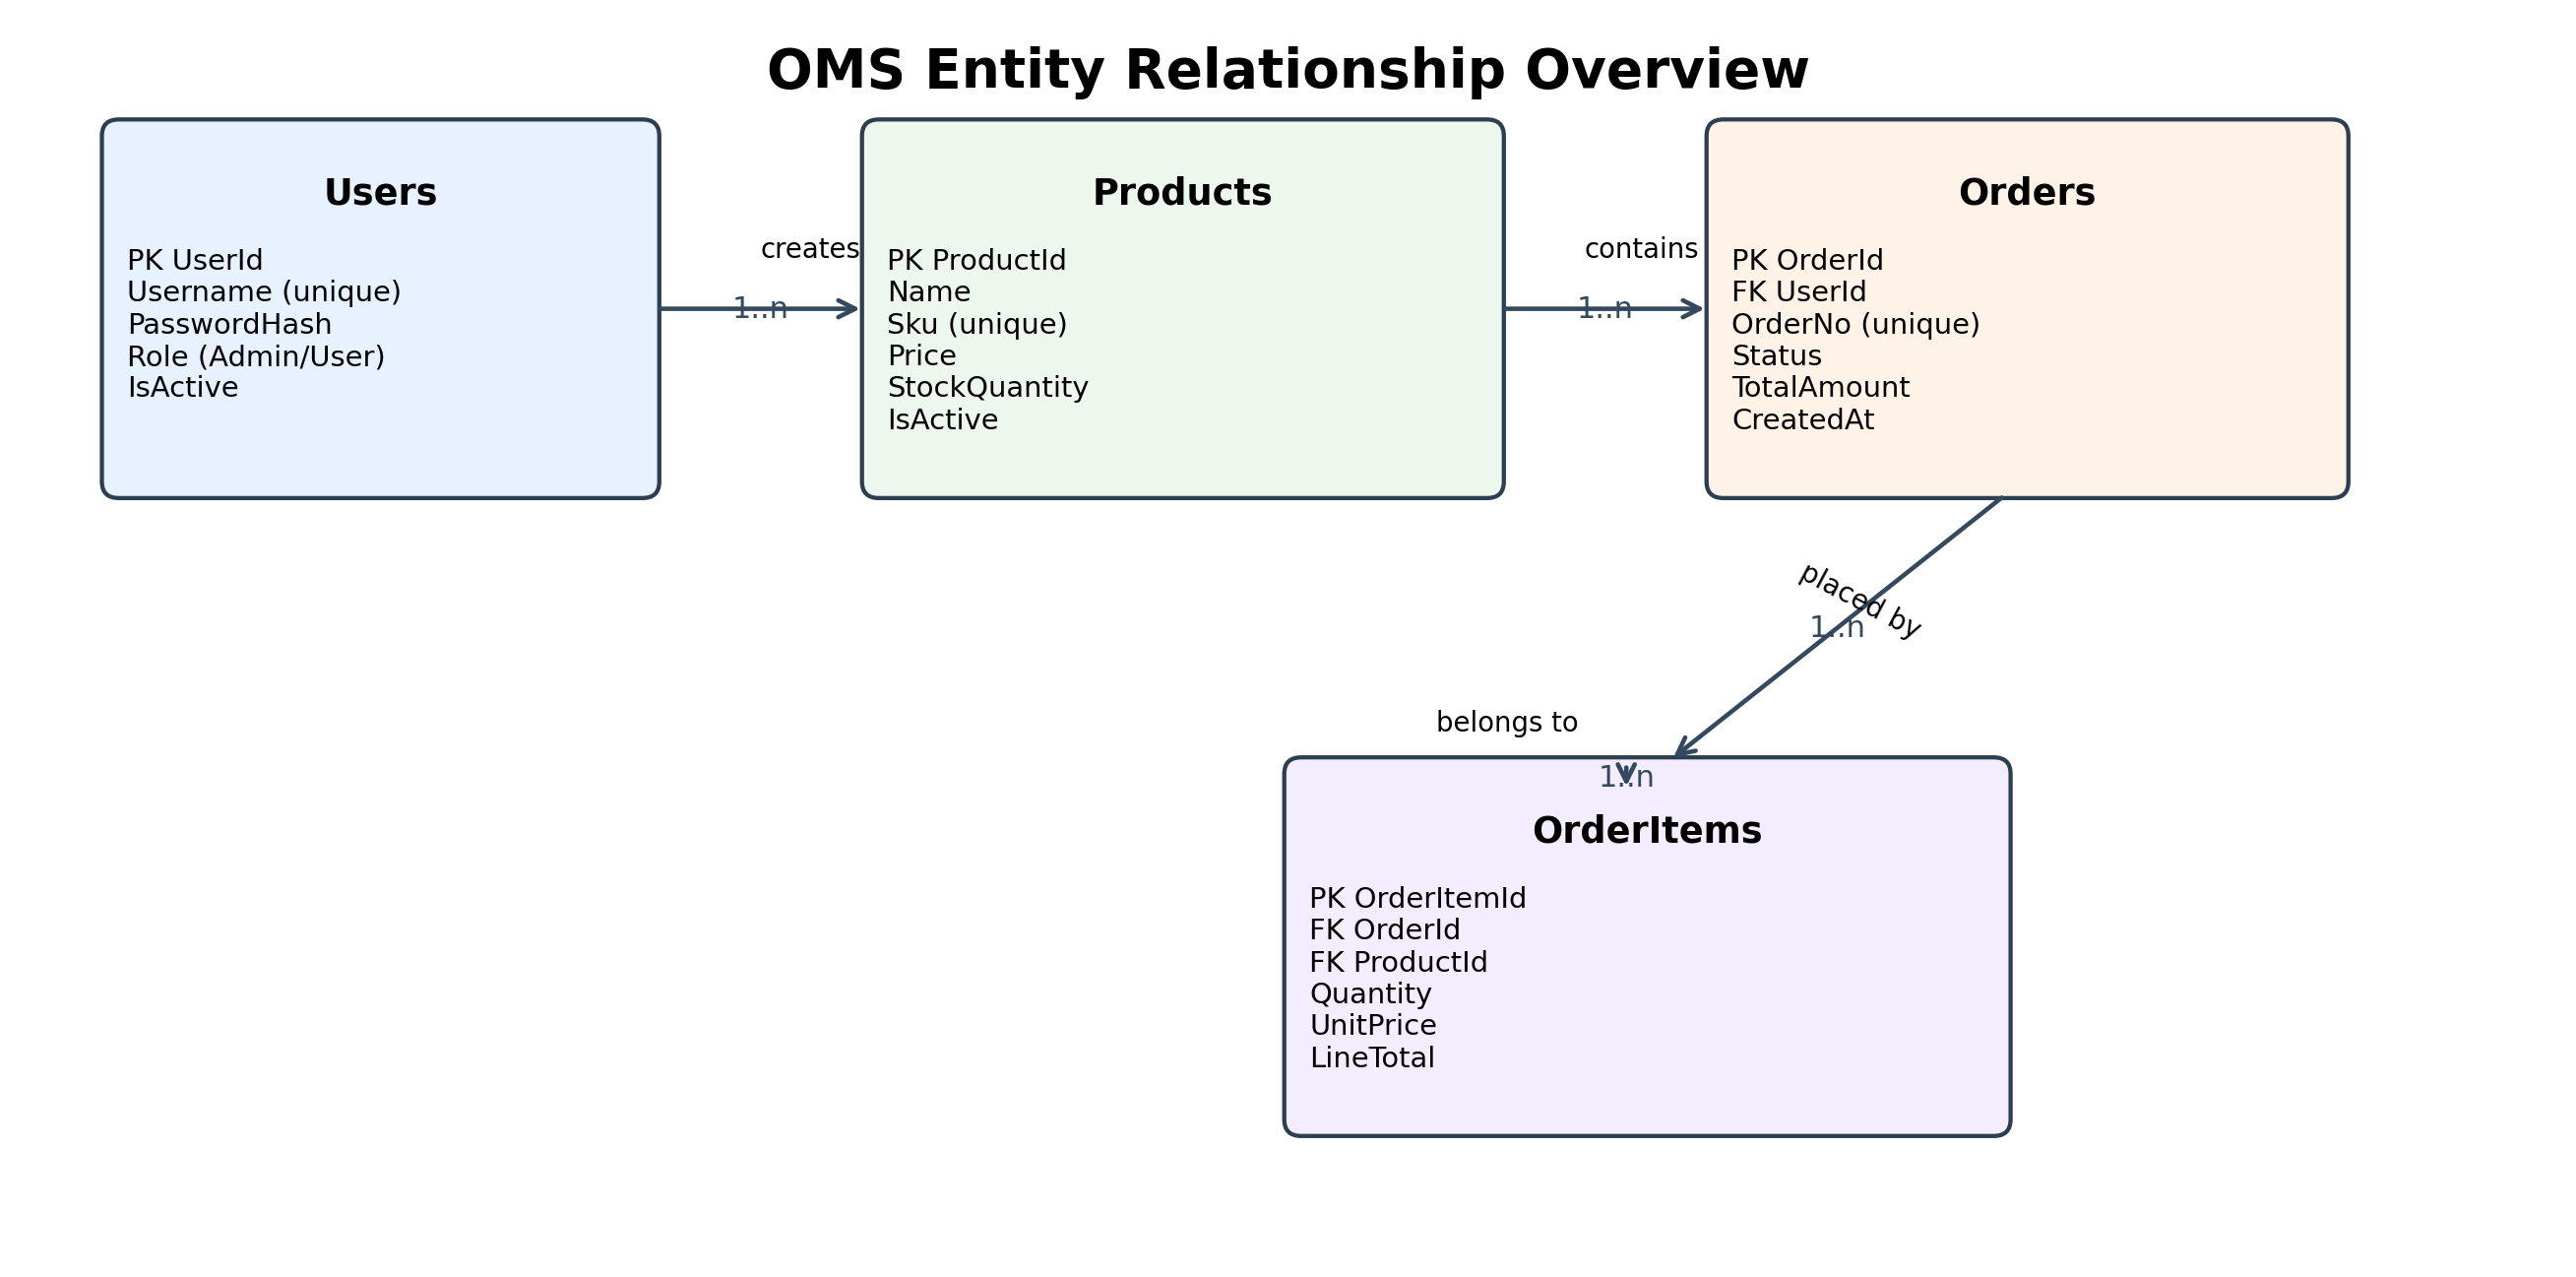 OMS Entity Relationship Overview
Users
PK UserId
Username (unique)
PasswordHash
Role (Admin/User)
IsActive
creates
1..n
Products
PK ProductId
Name
Sku (unique)
Price
StockQuantity
IsActive
contains
1..n
Orders
PK OrderId
FK UserId
OrderNo (unique)
Status
TotalAmount
CreatedAt
placed by
1..n
belongs to
1..n
OrderItems
PK OrderItemId
FK OrderId
FK ProductId
Quantity
UnitPrice
LineTotal